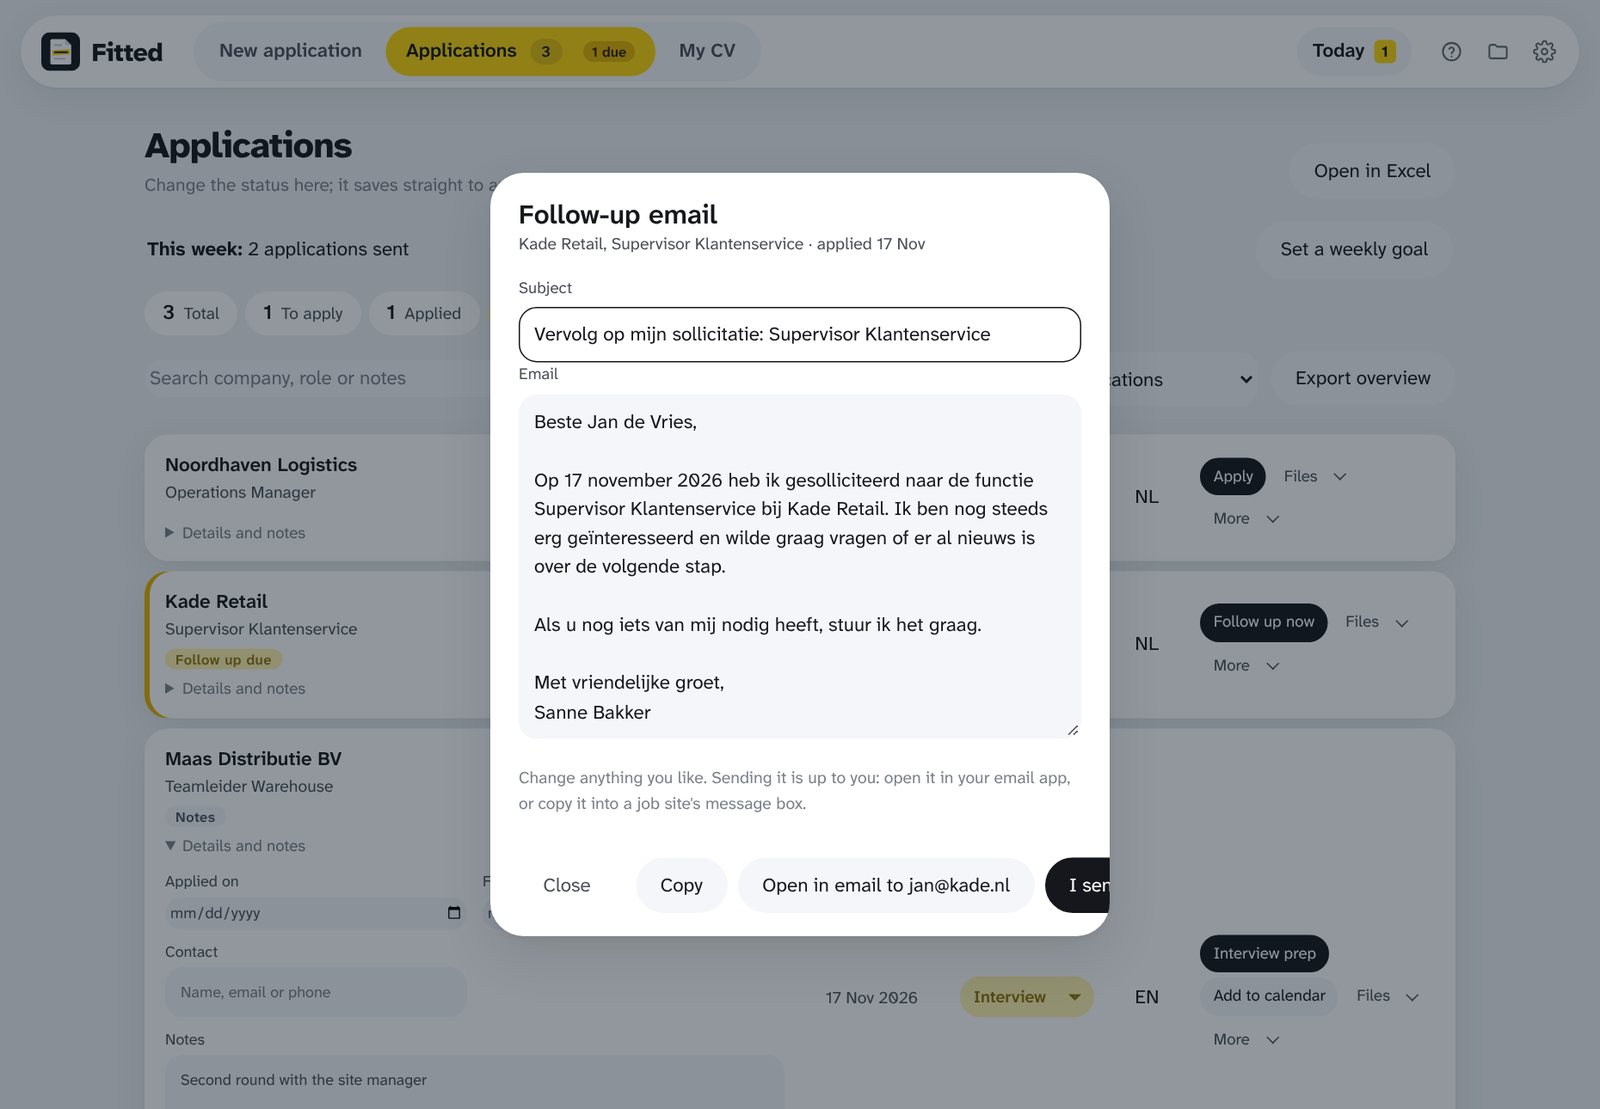 Fitted
New application
Applications 3 1 due
My CV
Today 1
Applications
Change the status here; it saves straight to
Open in Excel
This week: 2 applications sent
Set a weekly goal
3 Total
1 To apply
1 Applied
Search company, role or notes
Export overview
Noordhaven Logistics
Operations Manager
Details and notes
NL
Apply
Files
More
Kade Retail
Supervisor Klantenservice
Follow up due
Details and notes
NL
Follow up now
Files
More
Maas Distributie BV
Teamleider Warehouse
Notes
Details and notes
Applied on
mm/dd/yyyy
Contact
Name, email or phone
17 Nov 2026
Interview
EN
Interview prep
Add to calendar
Files
More
Notes
Second round with the site manager
Follow-up email
Kade Retail, Supervisor Klantenservice · applied 17 Nov
Subject
Vervolg op mijn sollicitatie: Supervisor Klantenservice
Email
Beste Jan de Vries,
Op 17 november 2026 heb ik gesolliciteerd naar de functie
Supervisor Klantenservice bij Kade Retail. Ik ben nog steeds
erg geïnteresseerd en wilde graag vragen of er al nieuws is
over de volgende stap.
Als u nog iets van mij nodig heeft, stuur ik het graag.
Met vriendelijke groet,
Sanne Bakker
Change anything you like. Sending it is up to you: open it in your email app,
or copy it into a job site's message box.
Close
Copy
Open in email to jan@kade.nl
I